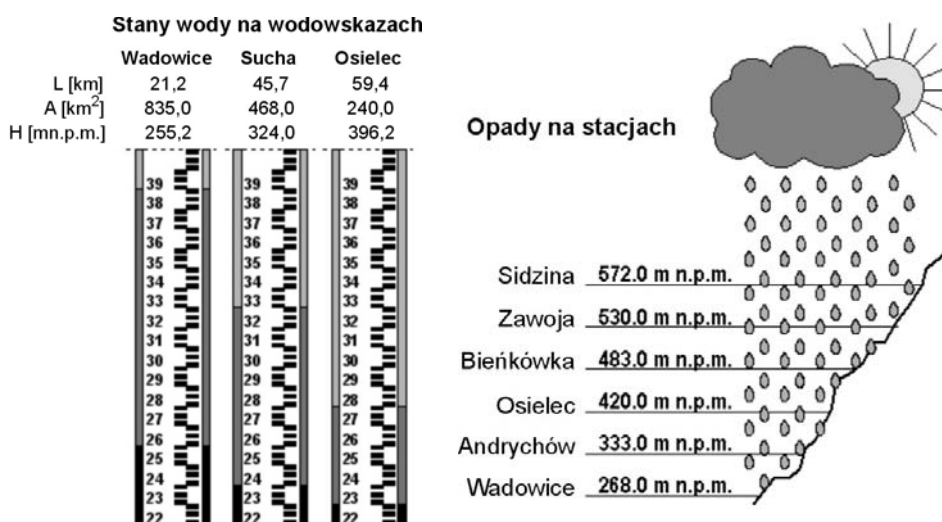 Stany wody na wodowskazach
Wadowice Sucha Osielec
L [km] 21,2 45,7 59,4
A [km²] 835,0 468,0 240,0
H [mn.p.m.] 255,2 324,0 396,2
39 39 39
38 38 38
37 37 37
36 36 36
35 35 35
34 34 34
33 33 33
32 32 32
31 31 31
30 30 30
29 29 29
28 28 28
27 27 27
26 26 26
25 25 25
24 24 24
23 23 23
22 22 22
Opady na stacjach
Sidzina 572.0 m n.p.m.
Zawoja 530.0 m n.p.m.
Bieńkówka 483.0 m n.p.m.
Osielec 420.0 m n.p.m.
Andrychów 333.0 m n.p.m.
Wadowice 268.0 m n.p.m.